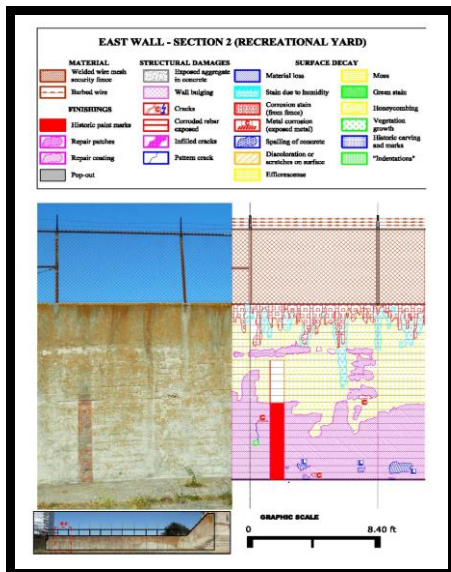 EAST WALL - SECTION 2 (RECREATIONAL YARD)
MATERIAL
Welded wire mesh
security fence
Barbed wire
FINISHINGS
Historic paint marks
Repair patches
Repair coating
Pop-out
STRUCTURAL DAMAGES
Exposed aggregate
in concrete
Wall bulging
Cracks
Corroded rebar
exposed
Infilled cracks
Pattern crack
SURFACE DECAY
Material loss
Stain due to humidity
Corrosion stain
(from fence)
Metal corrosion
(exposed metal)
Spalling of concrete
Discoloration or
scratches on surface
Efflorescense
Moss
Green stain
Honeycombing
Vegetation
growth
Historic carving
and marks
"Indentations"
GRAPHIC SCALE
0
8.40 ft